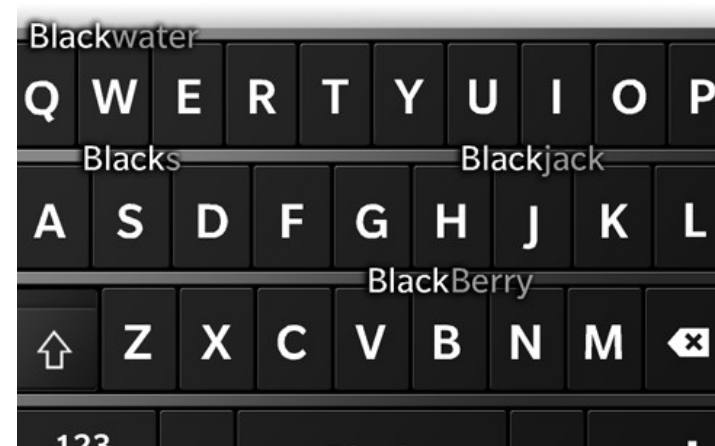 Blackwater
Q W E R T Y U I O P
Blacks Blackjack
A S D F G H J K L
BlackBerry
Z X C V B N M
123